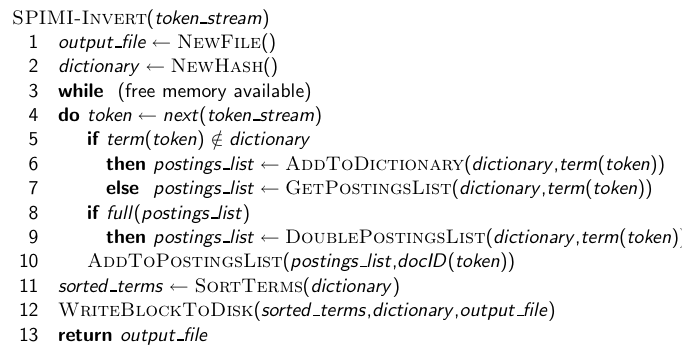 SPIMI-INVERT(token_stream)
1 output_file ← NEWFILE()
2 dictionary ← NEWHASH()
3 while (free memory available)
4 do token ← next(token_stream)
5 if term(token) ∉ dictionary
6 then postings_list ← ADDTODICTIONARY(dictionary,term(token))
7 else postings_list ← GETPOSTINGSLIST(dictionary,term(token))
8 if full(postings_list)
9 then postings_list ← DOUBLEPOSTINGSLIST(dictionary,term(token)
10 ADDTOPOSTINGSLIST(postings_list,docID(token))
11 sorted_terms ← SORTTERMS(dictionary)
12 WRITEBLOCKTODISK(sorted_terms,dictionary,output_file)
13 return output_file